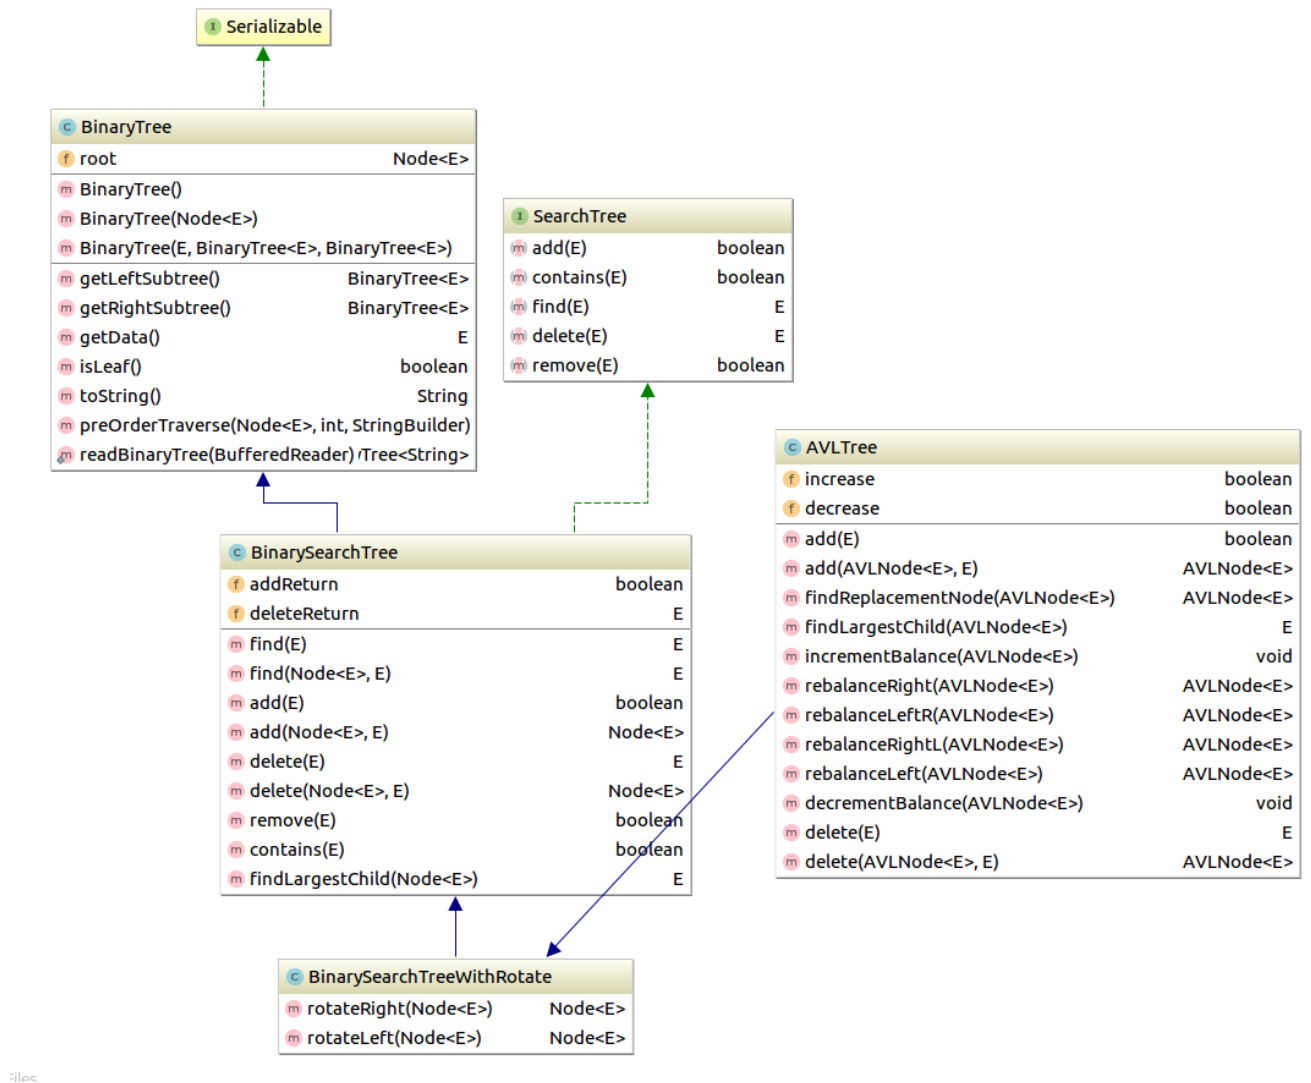 Serializable
BinaryTree
root Node<E>
BinaryTree()
BinaryTree(Node<E>)
BinaryTree(E, BinaryTree<E>, BinaryTree<E>)
getLeftSubtree() BinaryTree<E>
getRightSubtree() BinaryTree<E>
getData() E
isLeaf() boolean
toString() String
preOrderTraverse(Node<E>, int, StringBuilder)
readBinaryTree(BufferedReader) Tree<String>
SearchTree
add(E) boolean
contains(E) boolean
find(E) E
delete(E) E
remove(E) boolean
AVLTree
increase boolean
decrease boolean
add(E) boolean
add(AVLNode<E>, E) AVLNode<E>
findReplacementNode(AVLNode<E>) AVLNode<E>
findLargestChild(AVLNode<E>) E
incrementBalance(AVLNode<E>) void
rebalanceRight(AVLNode<E>) AVLNode<E>
rebalanceLeftR(AVLNode<E>) AVLNode<E>
rebalanceRightL(AVLNode<E>) AVLNode<E>
rebalanceLeft(AVLNode<E>) AVLNode<E>
decrementBalance(AVLNode<E>) void
delete(E) E
delete(AVLNode<E>, E) AVLNode<E>
BinarySearchTree
addReturn boolean
deleteReturn E
find(E) E
find(Node<E>, E) E
add(E) boolean
add(Node<E>, E) Node<E>
delete(E) E
delete(Node<E>, E) Node<E>
remove(E) boolean
contains(E) boolean
findLargestChild(Node<E>) E
BinarySearchTreeWithRotate
rotateRight(Node<E>) Node<E>
rotateLeft(Node<E>) Node<E>